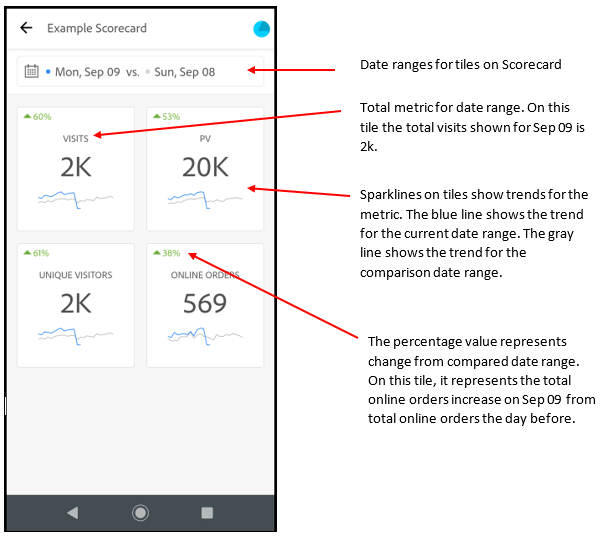 Example Scorecard
Mon, Sep 09 vs. Sun, Sep 08
60%
VISITS
2K
53%
PV
20K
61%
UNIQUE VISITORS
2K
38%
ONLINE ORDERS
569
Date ranges for tiles on Scorecard
Total metric for date range. On this
tile the total visits shown for Sep 09 is
2k.
Sparklines on tiles show trends for the
metric. The blue line shows the trend
for the current date range. The gray
line shows the trend for the
comparison date range.
The percentage value represents
change from compared date range.
On this tile, it represents the total
online orders increase on Sep 09 from
total online orders the day before.